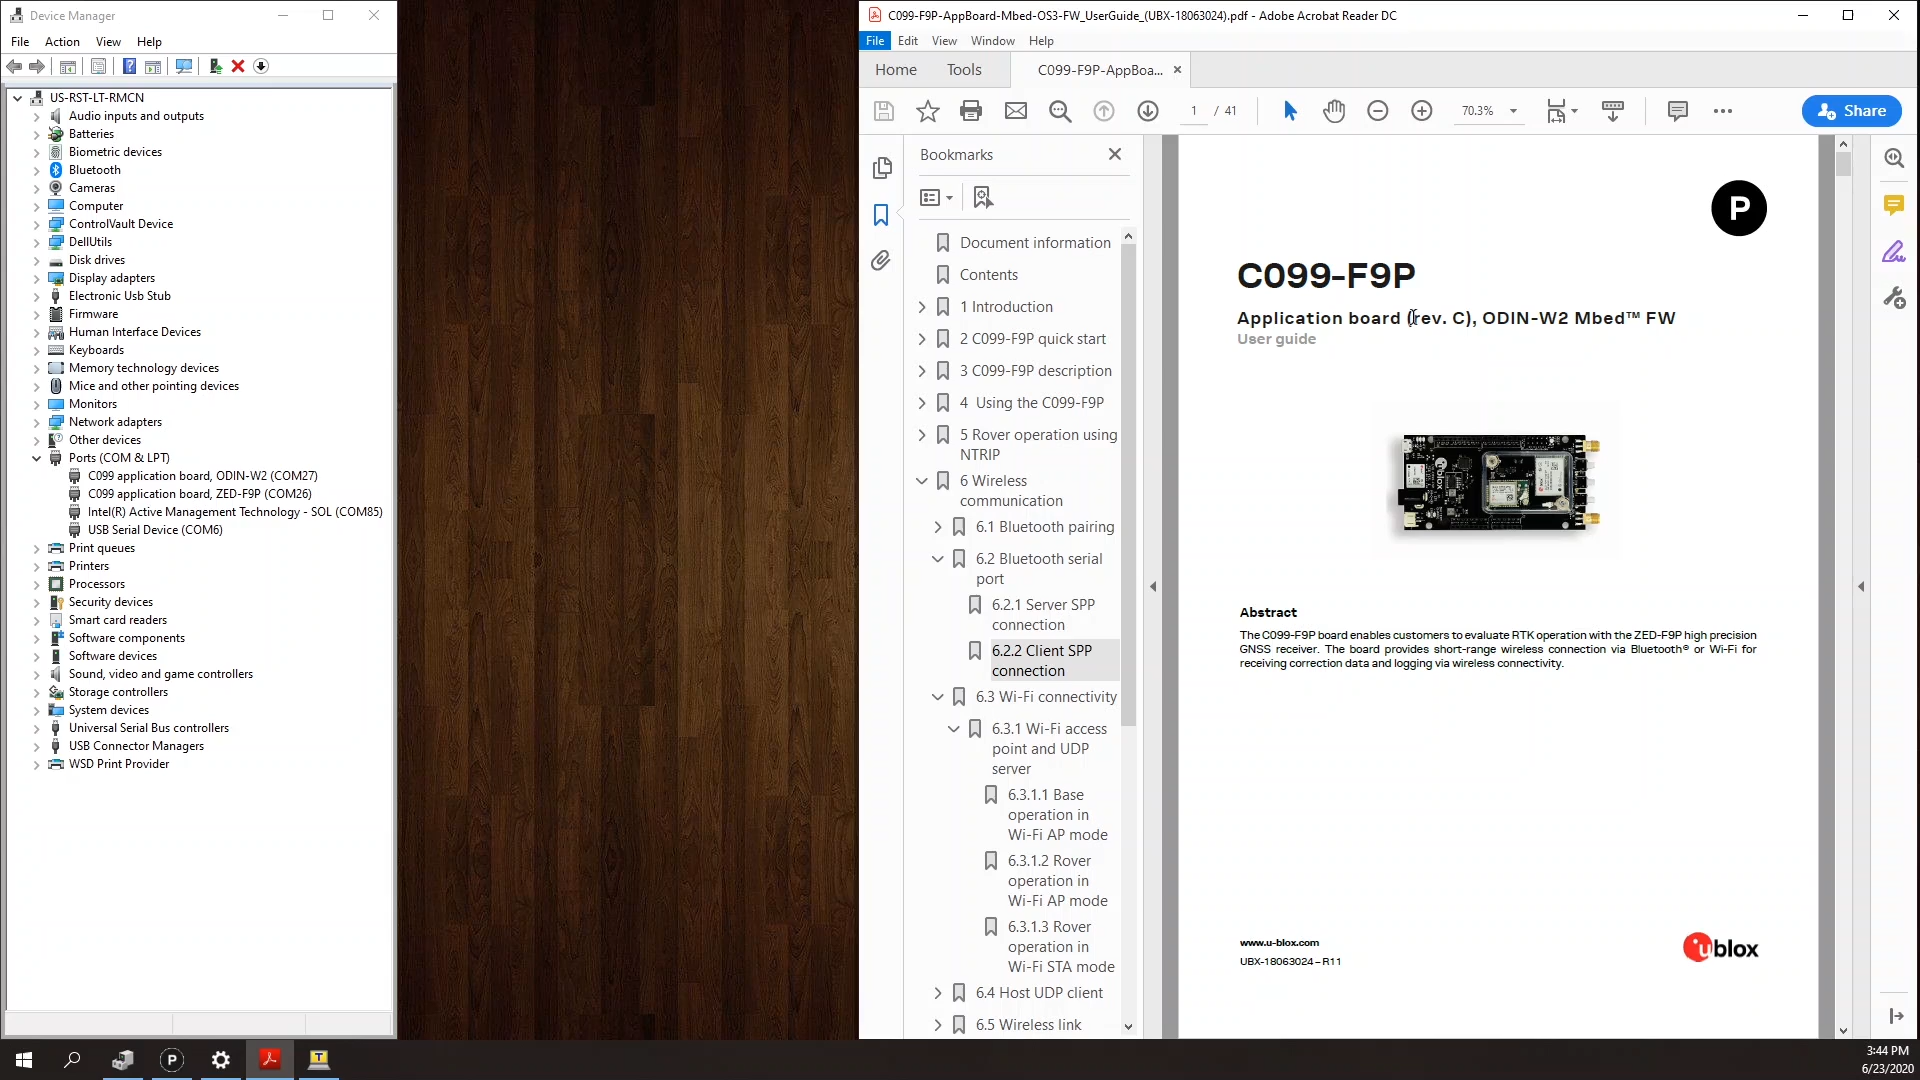 Device Manager
File Action View Help
US-RST-LT-RMCN
Audio inputs and outputs
Batteries
Biometric devices
Bluetooth
Cameras
Computer
ControlVault Device
DellUtils
Disk drives
Display adapters
Electronic Usb Stub
Firmware
Human Interface Devices
Keyboards
Memory technology devices
Mice and other pointing devices
Monitors
Network adapters
Other devices
Ports (COM & LPT)
C099 application board, ODIN-W2 (COM27)
C099 application board, ZED-F9P (COM26)
Intel(R) Active Management Technology - SOL (COM85)
USB Serial Device (COM6)
Print queues
Printers
Processors
Security devices
Smart card readers
Software components
Software devices
Sound, video and game controllers
Storage controllers
System devices
Universal Serial Bus controllers
USB Connector Managers
WSD Print Provider
C099-F9P-AppBoard-Mbed-OS3-FW_UserGuide_(UBX-18063024).pdf - Adobe Acrobat Reader DC
File Edit View Window Help
Home Tools C099-F9P-AppBoa...
1 / 41 70.3% Share
Bookmarks
Document information
Contents
1 Introduction
2 C099-F9P quick start
3 C099-F9P description
4 Using the C099-F9P
5 Rover operation using
NTRIP
6 Wireless
communication
6.1 Bluetooth pairing
6.2 Bluetooth serial
port
6.2.1 Server SPP
connection
6.2.2 Client SPP
connection
6.3 Wi-Fi connectivity
6.3.1 Wi-Fi access
point and UDP
server
6.3.1.1 Base
operation in
Wi-Fi AP mode
6.3.1.2 Rover
operation in
Wi-Fi AP mode
6.3.1.3 Rover
operation in
Wi-Fi STA mode
6.4 Host UDP client
6.5 Wireless link
P
C099-F9P
Application board (rev. C), ODIN-W2 Mbed™ FW
User guide
ublox
Abstract
The C099-F9P board enables customers to evaluate RTK operation with the ZED-F9P high precision
GNSS receiver. The board provides short-range wireless connection via Bluetooth® or Wi-Fi for
receiving correction data and logging via wireless connectivity.
www.u-blox.com
UBX-18063024 – R11
ublox
P
T
3:44 PM
6/23/2020